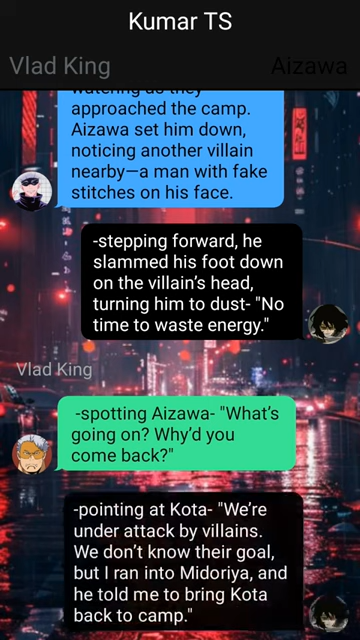 Kumar TS
Vlad King
Aizawa
watering as they
approached the camp.
Aizawa set him down,
noticing another villain
nearby—a man with fake
stitches on his face.
-stepping forward, he
slammed his foot down
on the villain's head,
turning him to dust- "No
time to waste energy."
Vlad King
-spotting Aizawa- "What's
going on? Why'd you
come back?"
-pointing at Kota- "We're
under attack by villains.
We don't know their goal,
but I ran into Midoriya, and
he told me to bring Kota
back to camp."